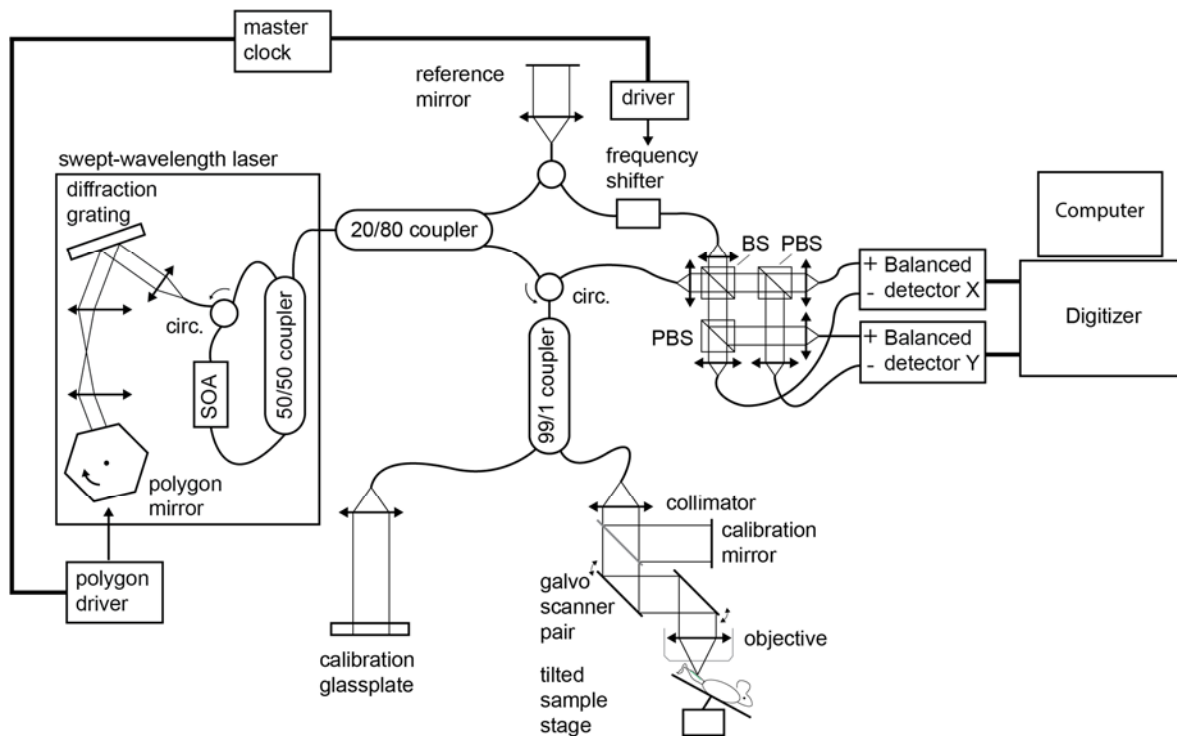 master
clock
reference
mirror
driver
frequency
shifter
swept-wavelength laser
diffraction
grating
20/80 coupler
circ.
50/50 coupler
SOA
circ.
polygon
mirror
polygon
driver
99/1 coupler
BS
PBS
PBS
+ Balanced
- detector X
+ Balanced
- detector Y
Computer
Digitizer
collimator
calibration
mirror
galvo
scanner
pair
objective
calibration
glassplate
tilted
sample
stage